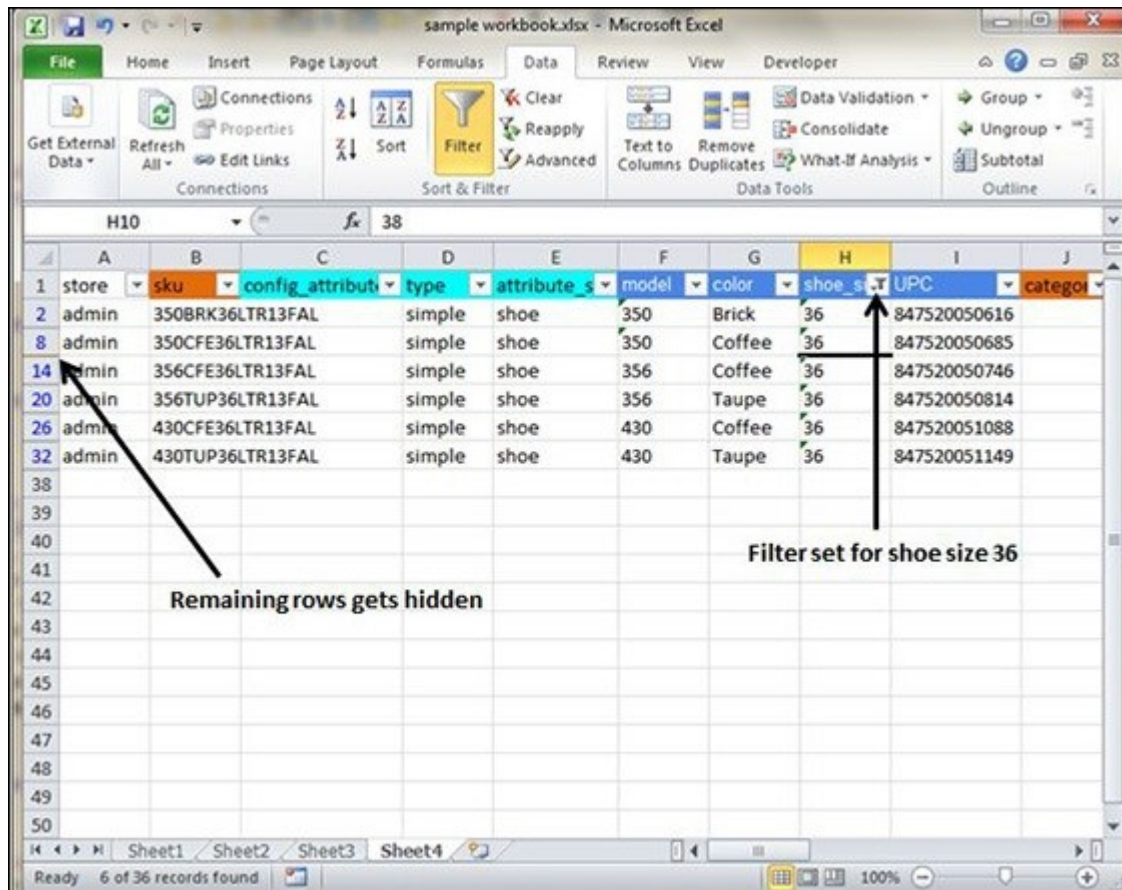 sample workbook.xlsx - Microsoft Excel
File Home Insert Page Layout Formulas Data Review View Developer
Get External Data
Refresh All
Connections
Properties
Edit Links
Connections
Sort
Filter
Clear
Reapply
Advanced
Sort & Filter
Text to Columns
Remove Duplicates
Data Validation
Consolidate
What-If Analysis
Data Tools
Group
Ungroup
Subtotal
Outline
H10 fx 38
A B C D E F G H I J
1 store sku config_attribut type attribute_s model color shoe_si UPC categor
2 admin 350BRK36LTR13FAL simple shoe 350 Brick 36 847520050616
8 admin 350CFE36LTR13FAL simple shoe 350 Coffee 36 847520050685
14 admin 356CFE36LTR13FAL simple shoe 356 Coffee 36 847520050746
20 admin 356TUP36LTR13FAL simple shoe 356 Taupe 36 847520050814
26 admin 430CFE36LTR13FAL simple shoe 430 Coffee 36 847520051088
32 admin 430TUP36LTR13FAL simple shoe 430 Taupe 36 847520051149
38
39
40
Filter set for shoe size 36
41
42
Remaining rows gets hidden
43
44
45
46
47
48
49
50
Sheet1 Sheet2 Sheet3 Sheet4
Ready 6 of 36 records found 100%